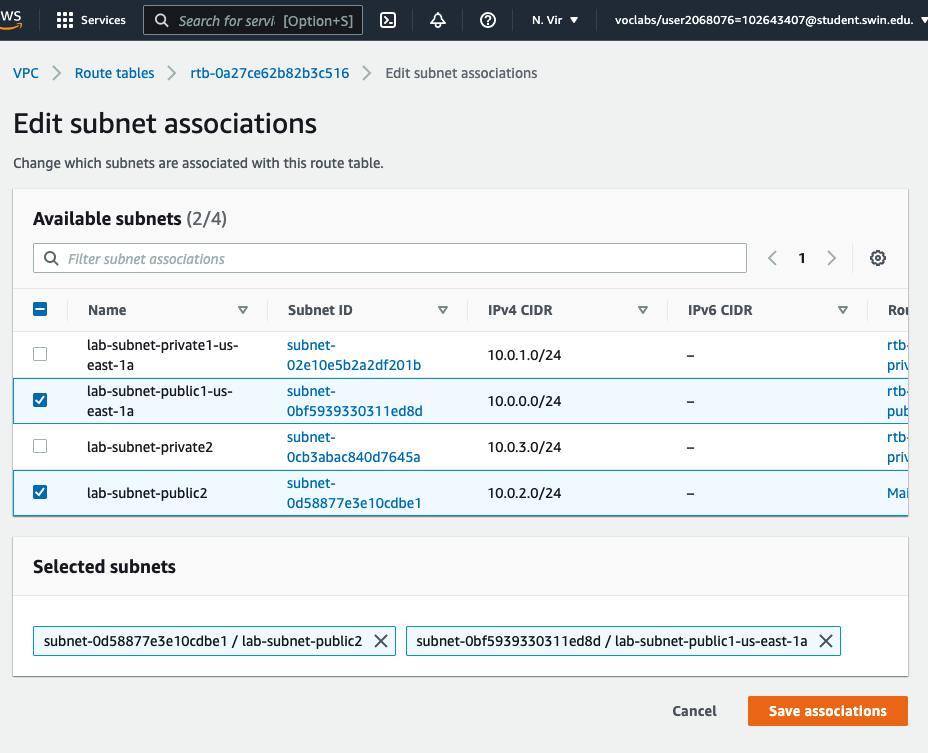 WS
Services
Search for servi
[Option+S]
N. Vir
voclabs/user2068076=102643407@student.swin.edu.
VPC
Route tables
rtb-0a27ce62b82b3c516
Edit subnet associations
Edit subnet associations
Change which subnets are associated with this route table.
Available subnets (2/4)
Filter subnet associations
1
Name
Subnet ID
IPv4 CIDR
IPv6 CIDR
Rou
lab-subnet-private1-us-
east-1a
subnet-
02e10e5b2a2df201b
10.0.1.0/24
–
rtb-
priv
lab-subnet-public1-us-
east-1a
subnet-
0bf5939330311ed8d
10.0.0.0/24
–
rtb-
pub
lab-subnet-private2
subnet-
0cb3abac840d7645a
10.0.3.0/24
–
rtb-
priv
lab-subnet-public2
subnet-
0d58877e3e10cdbe1
10.0.2.0/24
–
Mai
Selected subnets
subnet-0d58877e3e10cdbe1 / lab-subnet-public2
subnet-0bf5939330311ed8d / lab-subnet-public1-us-east-1a
Cancel
Save associations